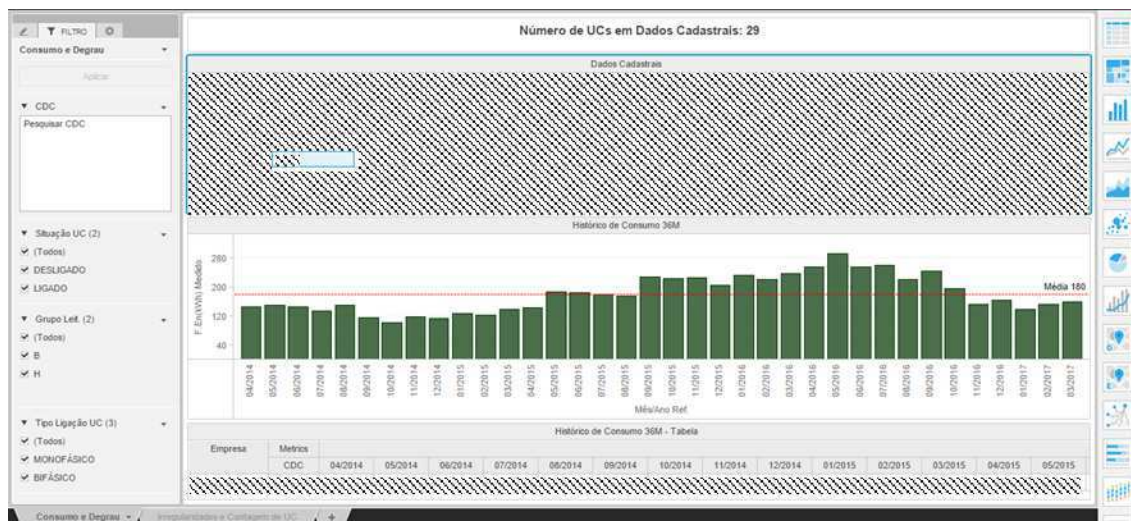 FILTRO
Consumo e Degrau
Aplicar
CDC
Pesquisar CDC
Situação UC (2)
(Todos)
DESLIGADO
LIGADO
Grupo Leit. (2)
(Todos)
B
H
Tipo Ligação UC (3)
(Todos)
MONOFÁSICO
BIFÁSICO
Número de UCs em Dados Cadastrais: 29
Dados Cadastrais
Histórico de Consumo 36M
F.En(kWh) Medido
280
200
120
40
Média 180
04/2014 05/2014 06/2014 07/2014 08/2014 09/2014 10/2014 11/2014 12/2014 01/2015 02/2015 03/2015 04/2015 05/2015 06/2015 07/2015 08/2015 09/2015 10/2015 11/2015 12/2015 01/2016 02/2016 03/2016 04/2016 05/2016 06/2016 07/2016 08/2016 09/2016 10/2016 11/2016 12/2016 01/2017 02/2017 03/2017
Mês/Ano Ref.
Histórico de Consumo 36M - Tabela
Empresa Metrics
CDC 04/2014 05/2014 06/2014 07/2014 08/2014 09/2014 10/2014 11/2014 12/2014 01/2015 02/2015 03/2015 04/2015 05/2015
Consumo e Degrau Irregularidades e Contagem de UC +